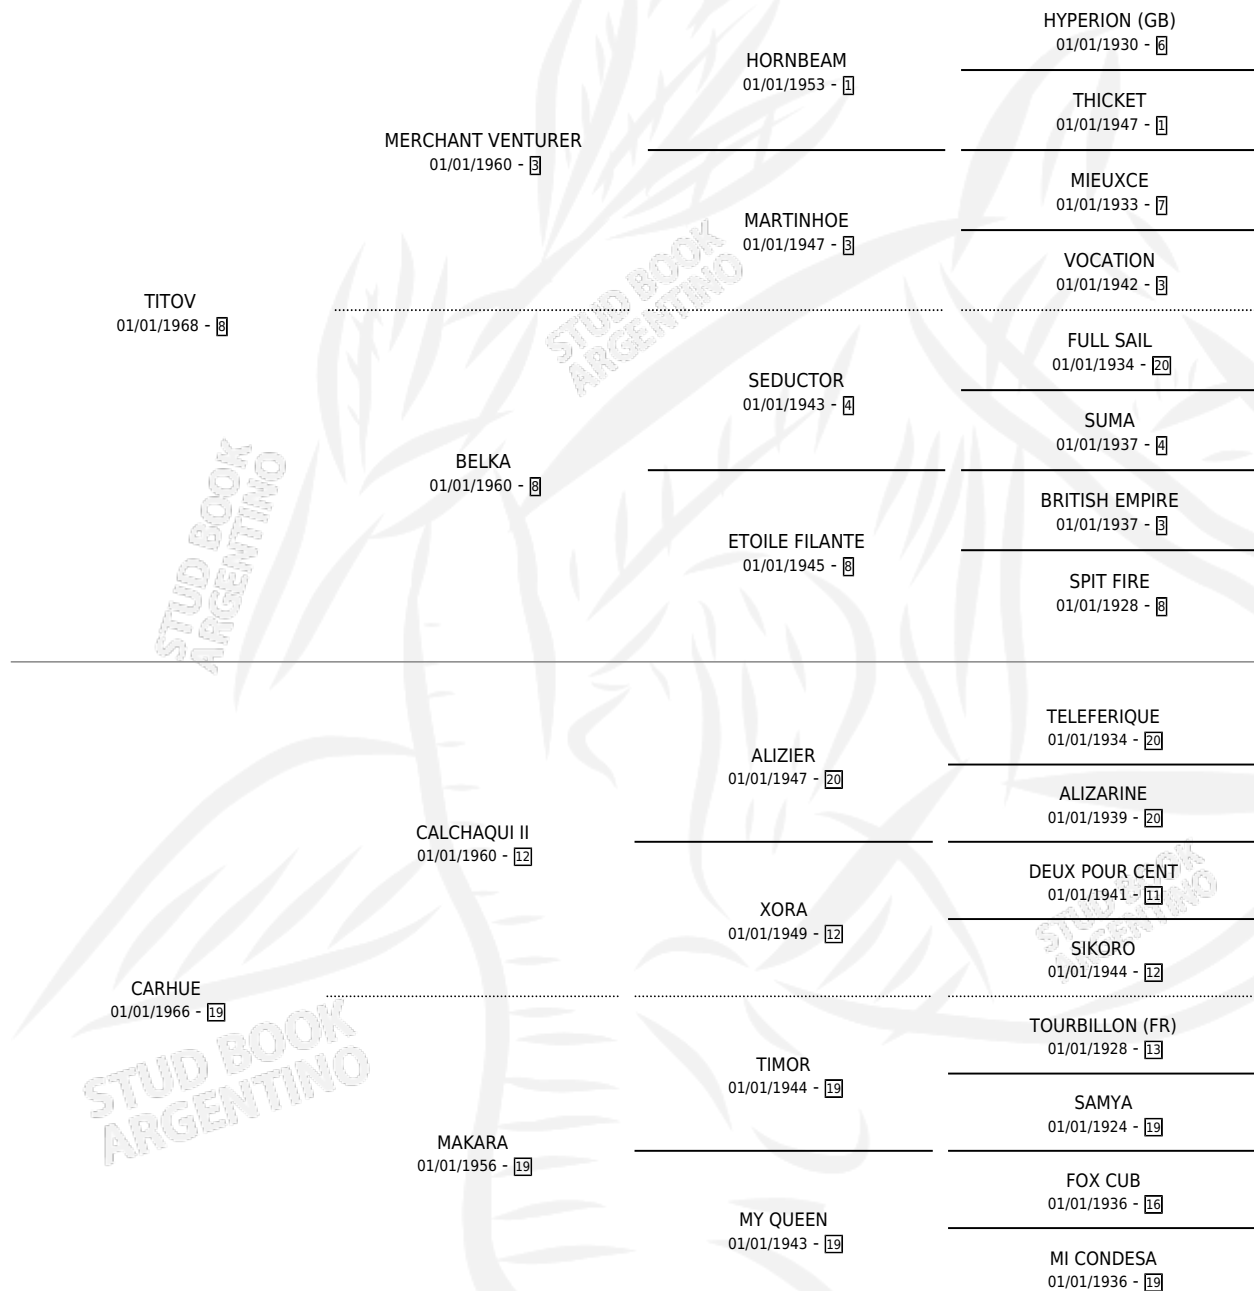 HYPERION (GB)
01/01/1930 - 6
HORNBEAM
01/01/1953 - 1
THICKET
01/01/1947 - 1
MERCHANT VENTURER
01/01/1960 - 3
MIEUXCE
01/01/1933 - 7
MARTINHOE
01/01/1947 - 3
VOCATION
01/01/1942 - 3
TITOV
01/01/1968 - 8
FULL SAIL
01/01/1934 - 20
SEDUCTOR
01/01/1943 - 4
SUMA
01/01/1937 - 4
BELKA
01/01/1960 - 8
BRITISH EMPIRE
01/01/1937 - 3
ETOILE FILANTE
01/01/1945 - 8
SPIT FIRE
01/01/1928 - 8
TELEFERIQUE
01/01/1934 - 20
ALIZIER
01/01/1947 - 20
ALIZARINE
01/01/1939 - 20
CALCHAQUI II
01/01/1960 - 12
DEUX POUR CENT
01/01/1941 - 11
XORA
01/01/1949 - 12
SIKORO
01/01/1944 - 12
CARHUE
01/01/1966 - 19
TOURBILLON (FR)
01/01/1928 - 13
TIMOR
01/01/1944 - 19
SAMYA
01/01/1924 - 19
MAKARA
01/01/1956 - 19
FOX CUB
01/01/1936 - 16
MY QUEEN
01/01/1943 - 19
MI CONDESA
01/01/1936 - 19
STUD BOOK
ARGENTINO
STUD BOOK
ARGENTINO
STUD BOOK
ARGENTINO
STUD BOOK
ARGENTINO